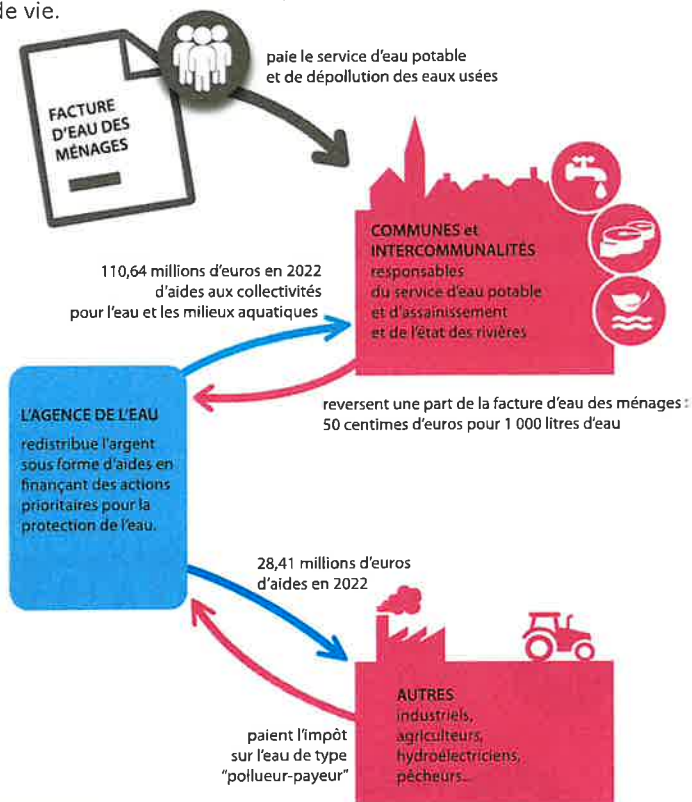 de vie.
FACTURE
D'EAU DES
MÉNAGES
paie le service d'eau potable
et de dépollution des eaux usées
COMMUNES et
INTERCOMMUNALITÉS
responsables
du service d'eau potable
et d'assainissement
et de l'état des rivières
110,64 millions d'euros en 2022
d'aides aux collectivités
pour l'eau et les milieux aquatiques
reversent une part de la facture d'eau des ménages :
50 centimes d'euros pour 1 000 litres d'eau
L'AGENCE DE L'EAU
redistribue l'argent
sous forme d'aides en
finançant des actions
prioritaires pour la
protection de l'eau.
28,41 millions d'euros
d'aides en 2022
AUTRES
industriels,
agriculteurs,
hydroélectriciens,
pêcheurs...
paient l'impôt
sur l'eau de type
"pollueur-payeur"